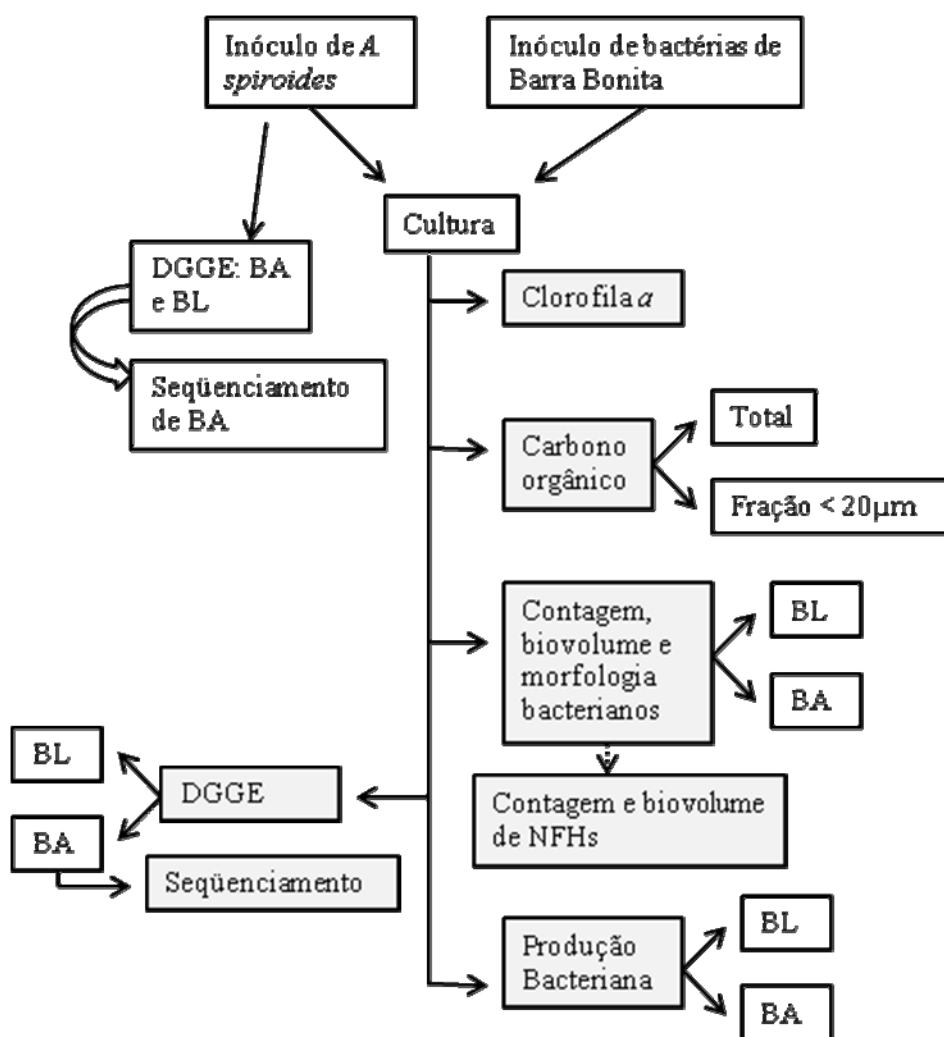 Inóculo de A
spiroides
Inóculo de bactérias de
Barra Bonita
Cultura
DGGE: BA
e BL
Seqüenciamento
de BA
Clorofila a
Carbono
orgânico
Total
Fração < 20µm
Contagem,
biovolume e
morfologia
bacterianos
BL
BA
Contagem e biovolume
de NFHs
DGGE
BL
BA
Seqüenciamento
Produção
Bacteriana
BL
BA